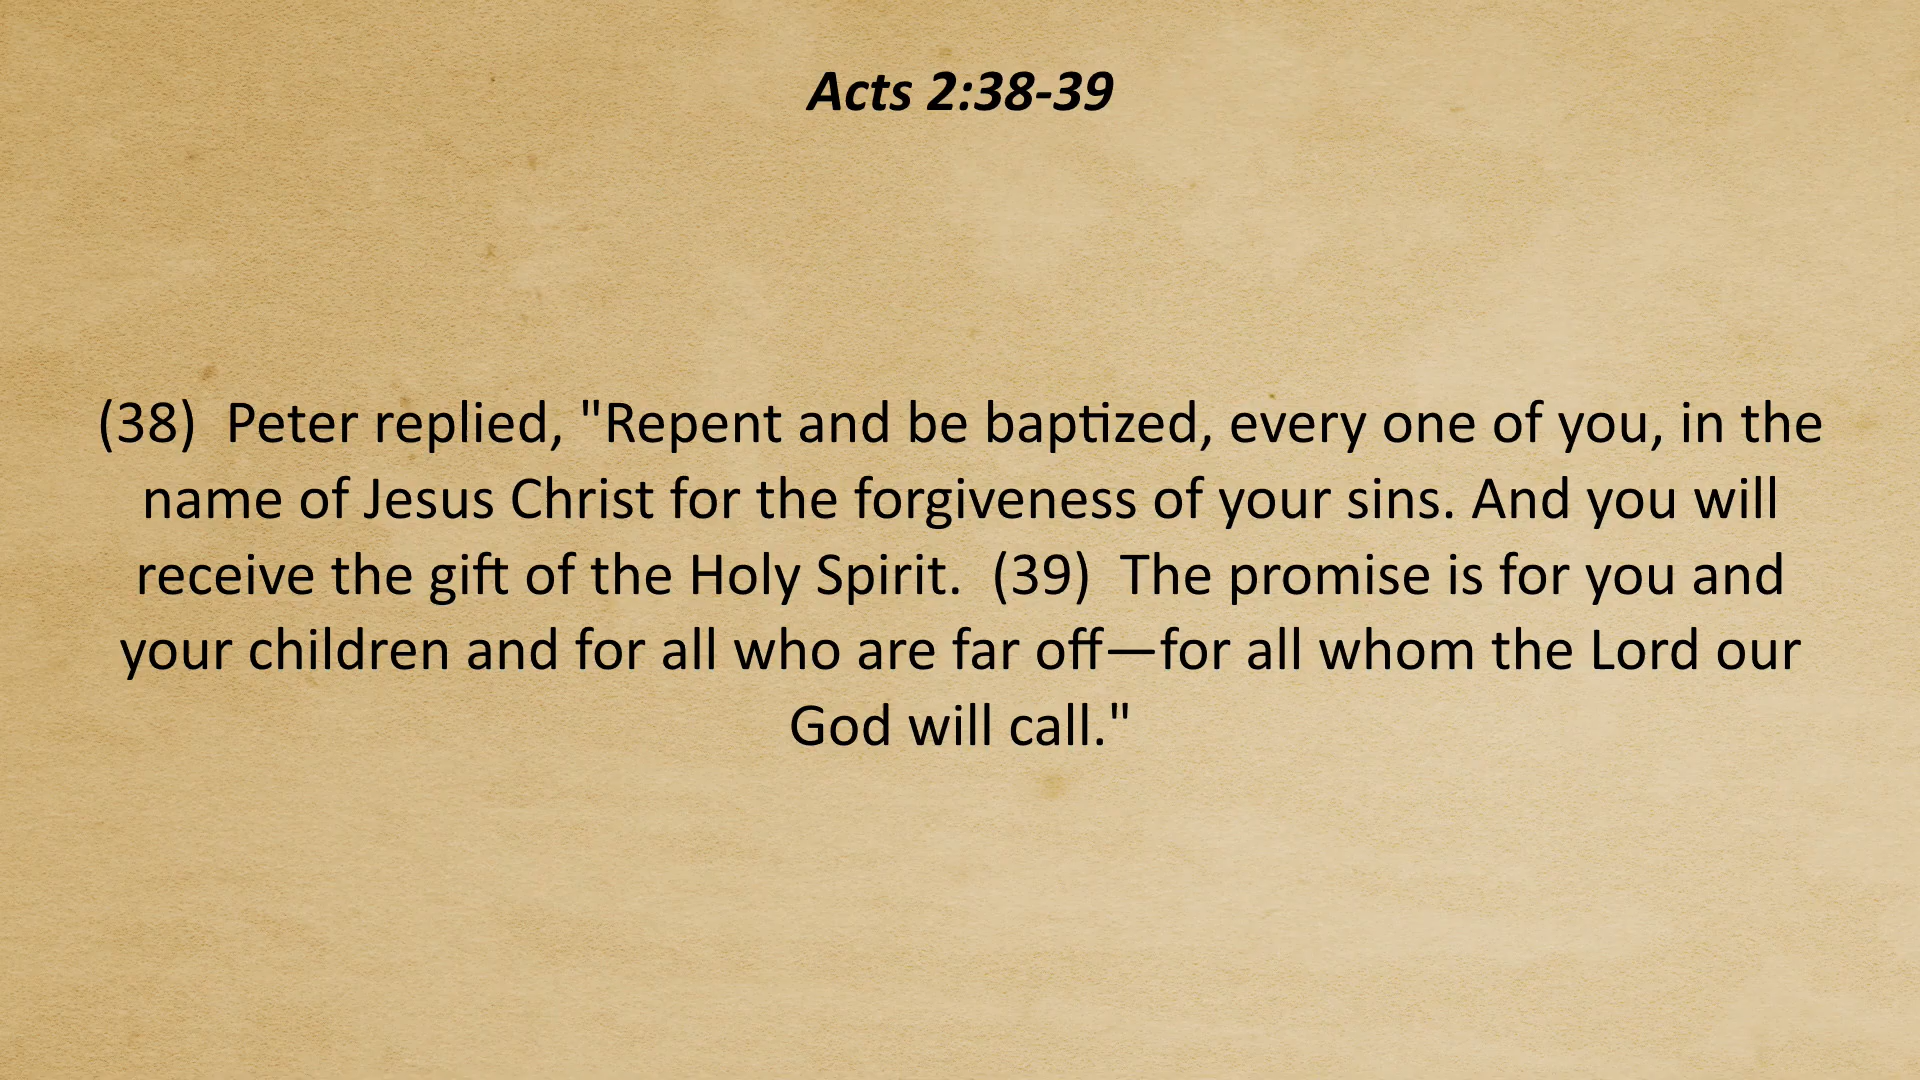 Acts 2:38-39
(38)  Peter replied, "Repent and be baptized, every one of you, in the
name of Jesus Christ for the forgiveness of your sins. And you will
receive the gift of the Holy Spirit.  (39)  The promise is for you and
your children and for all who are far off—for all whom the Lord our
God will call."